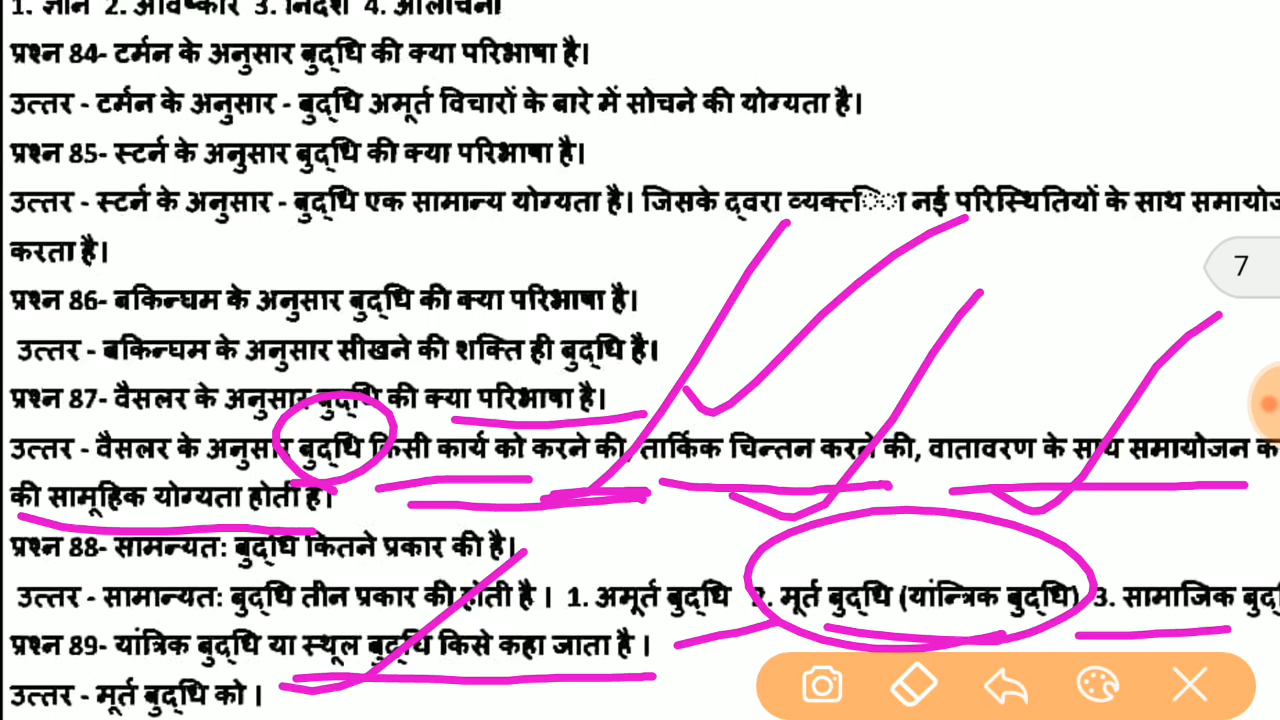 1. ज्ञान 2. आविष्कार 3. निर्देश 4. आलोचना
प्रश्न 84- टर्मन के अनुसार बुद्धि की क्या परिभाषा है।
उत्तर - टर्मन के अनुसार - बुद्धि अमूर्त विचारों के बारे में सोचने की योग्यता है।
प्रश्न 85- स्टर्न के अनुसार बुद्धि की क्या परिभाषा है।
उत्तर - स्टर्न के अनुसार - बुद्धि एक सामान्य योग्यता है। जिसके द्वरा व्यक्तिा नई परिस्थितियों के साथ समायोज
करता है।
प्रश्न 86- बकिन्घम के अनुसार बुद्धि की क्या परिभाषा है।
उत्तर - बकिन्घम के अनुसार सीखने की शक्ति ही बुद्धि है।
प्रश्न 87- वैसलर के अनुसार बुद्धि की क्या परिभाषा है।
उत्तर - वैसलर के अनुसार बुद्धि किसी कार्य को करने की, तार्किक चिन्तन करने की, वातावरण के साथ समायोजन क
की सामूहिक योग्यता होती है।
प्रश्न 88- सामन्यत: बुद्धि कितने प्रकार की है।
उत्तर - सामान्यत: बुद्धि तीन प्रकार की होती है । 1. अमूर्त बुद्धि 2. मूर्त बुद्धि (यांन्त्रिक बुद्धि) 3. सामाजिक बुद्
प्रश्न 89- यांत्रिक बुद्धि या स्थूल बुद्धि किसे कहा जाता है ।
उत्तर - मूर्त बुद्धि को ।
7